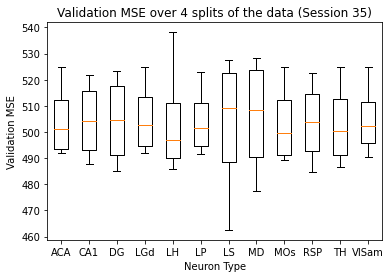 Validation MSE over 4 splits of the data (Session 35)
540
530
520
510
500
490
480
470
460
Validation MSE
ACA CA1 DG LGd LH LP LS MD MOs RSP TH VISam
Neuron Type